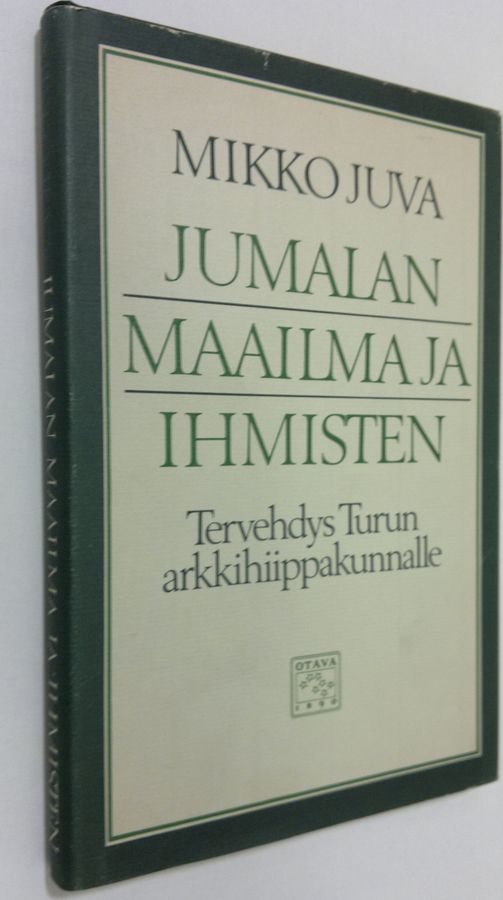 MIKKO JUVA
JUMALAN
MAAILMA JA
IHMISTEN
Tervehdys Turun
arkkihiippakunnalle
OTAVA
1890
JUMALAN MAAILMA JA IHMISTEN